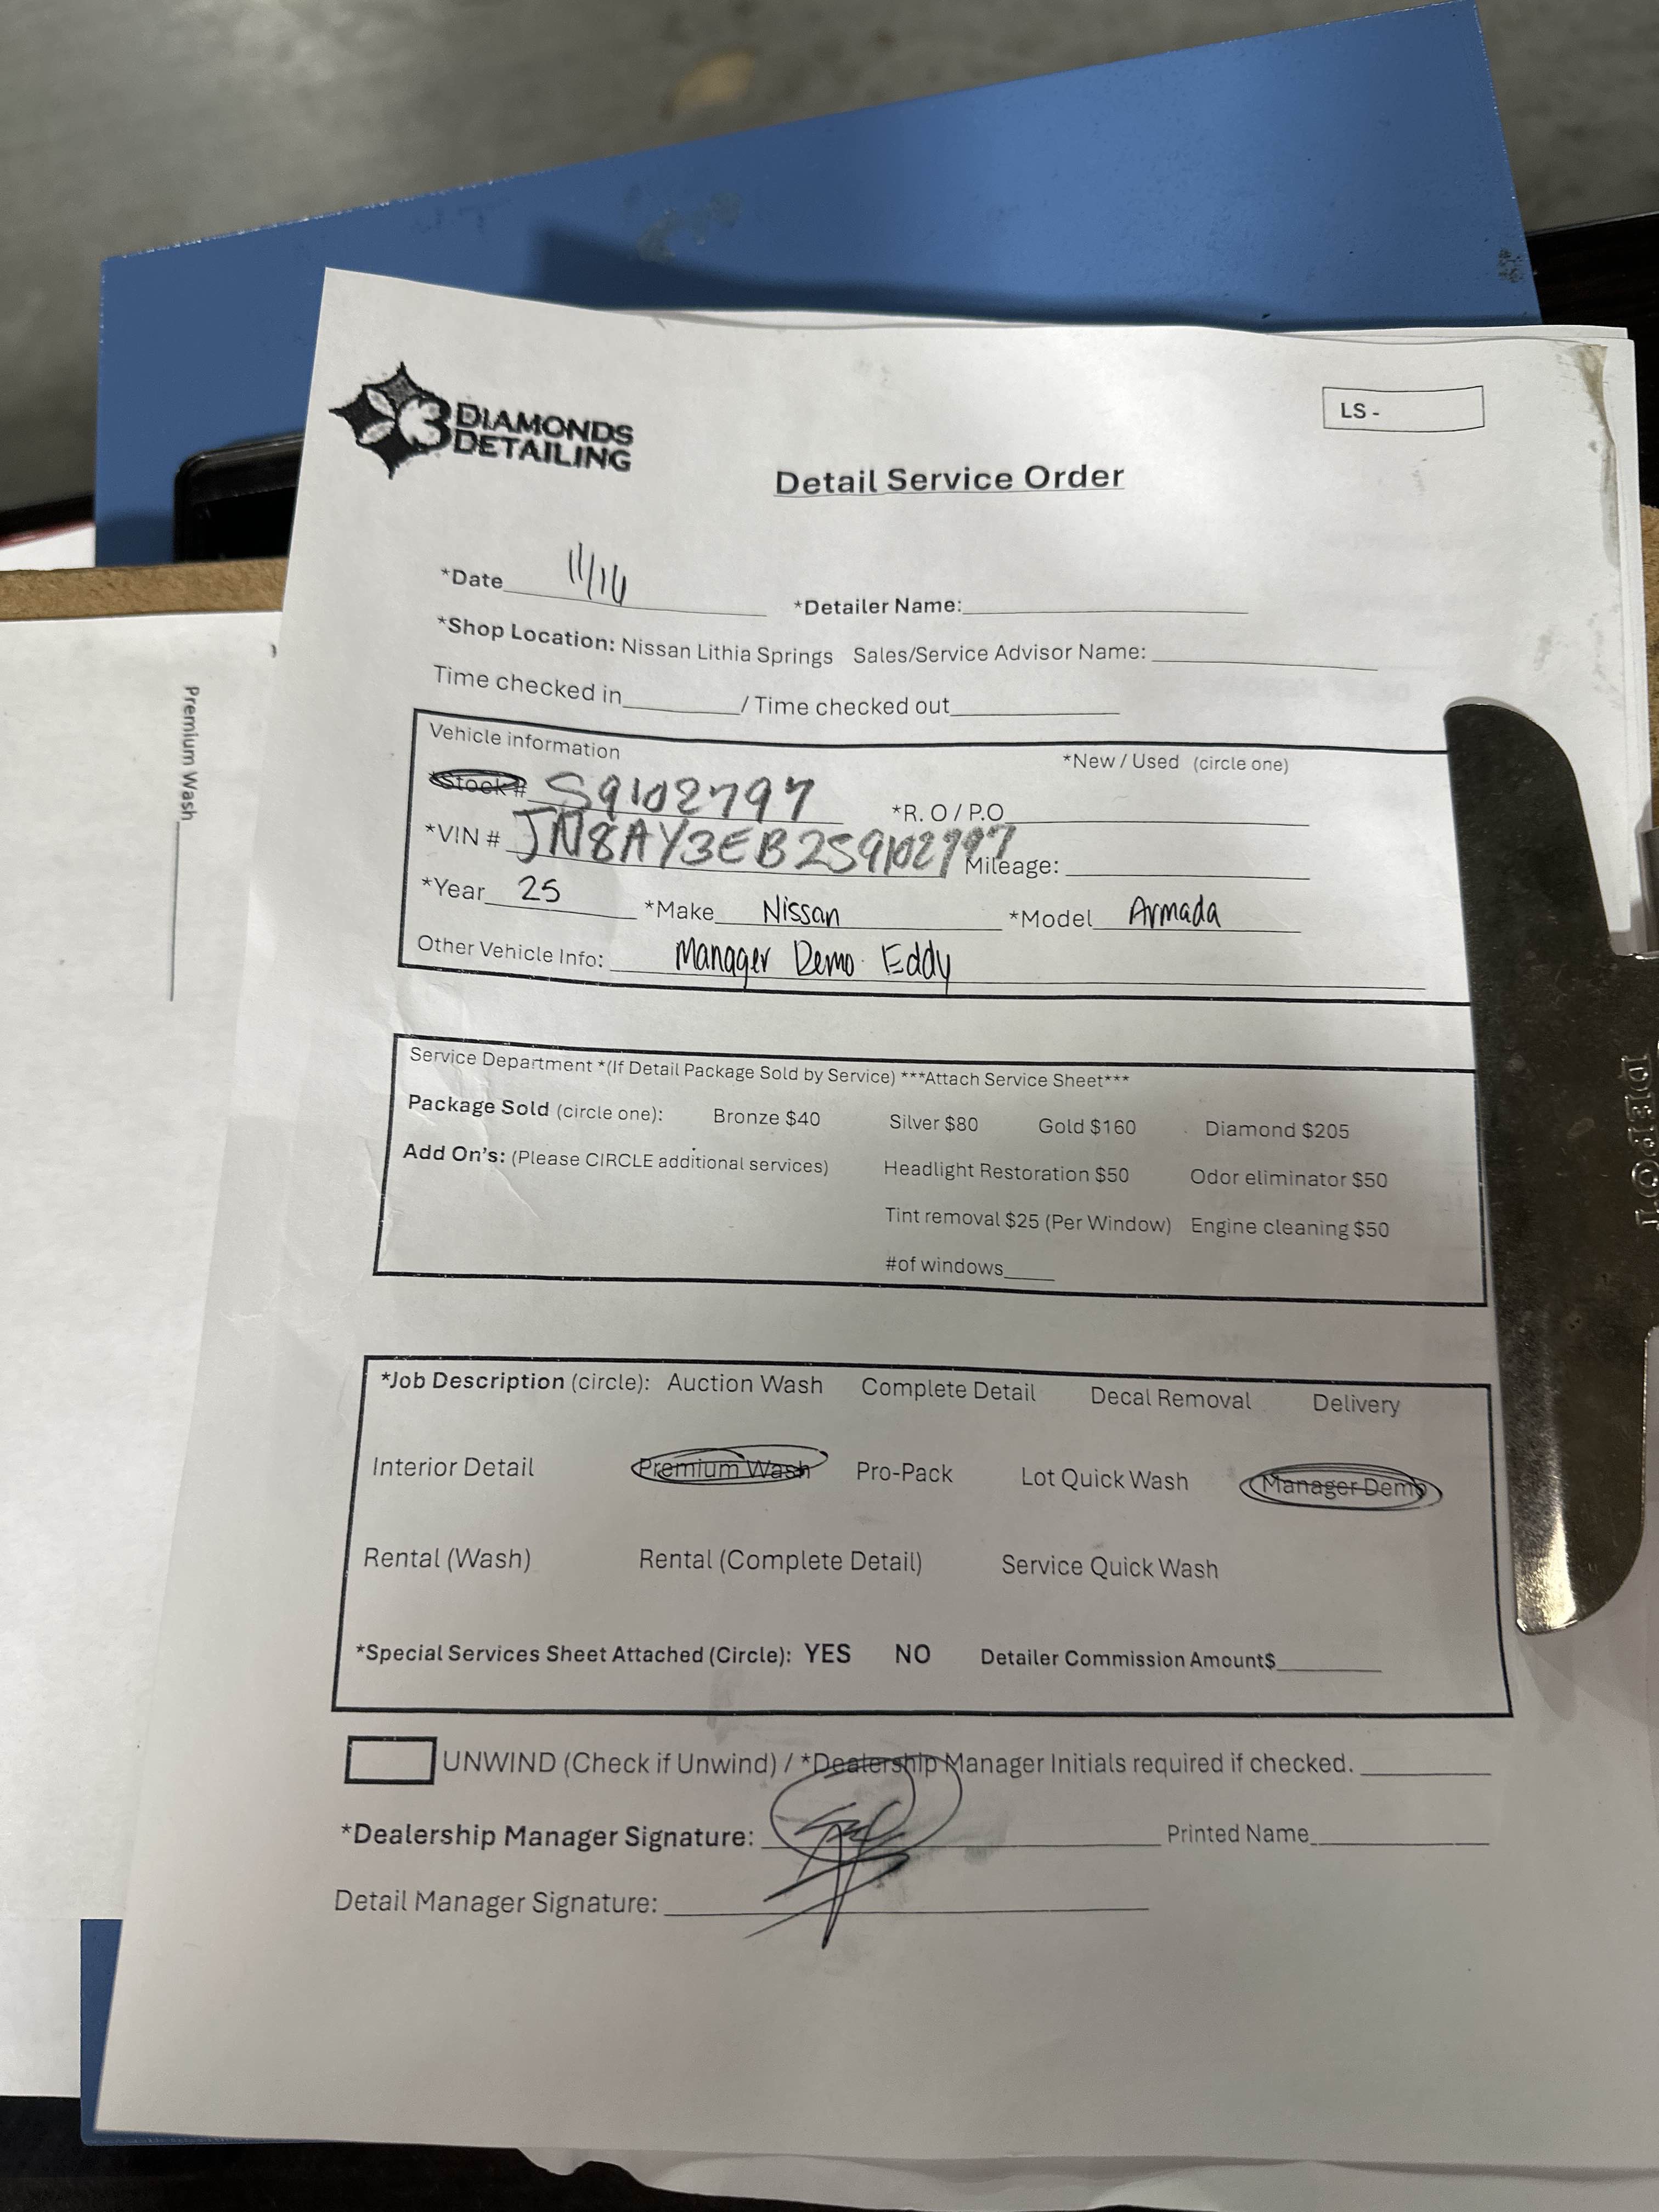 3 DIAMONDS
DETAILING
LS -
Detail Service Order
*Date 11/14 *Detailer Name:
*Shop Location: Nissan Lithia Springs Sales/Service Advisor Name:
Time checked in / Time checked out
Vehicle information *New / Used (circle one)
*Stock # S9102797 *R. O / P.O
*VIN # JN8AY3EB2S9102797 Mileage:
*Year 25 *Make Nissan *Model Armada
Other Vehicle Info: Manager Demo Eddy
Service Department *(If Detail Package Sold by Service) ***Attach Service Sheet***
Package Sold (circle one): Bronze $40 Silver $80 Gold $160 Diamond $205
Add On's: (Please CIRCLE additional services) Headlight Restoration $50 Odor eliminator $50
Tint removal $25 (Per Window) Engine cleaning $50
#of windows
*Job Description (circle): Auction Wash Complete Detail Decal Removal Delivery
Interior Detail Premium Wash Pro-Pack Lot Quick Wash Manager Demo
Rental (Wash) Rental (Complete Detail) Service Quick Wash
*Special Services Sheet Attached (Circle): YES NO Detailer Commission Amount$
UNWIND (Check if Unwind) / *Dealership Manager Initials required if checked.
*Dealership Manager Signature: Printed Name
Detail Manager Signature:
Premium Wash
DEPOT